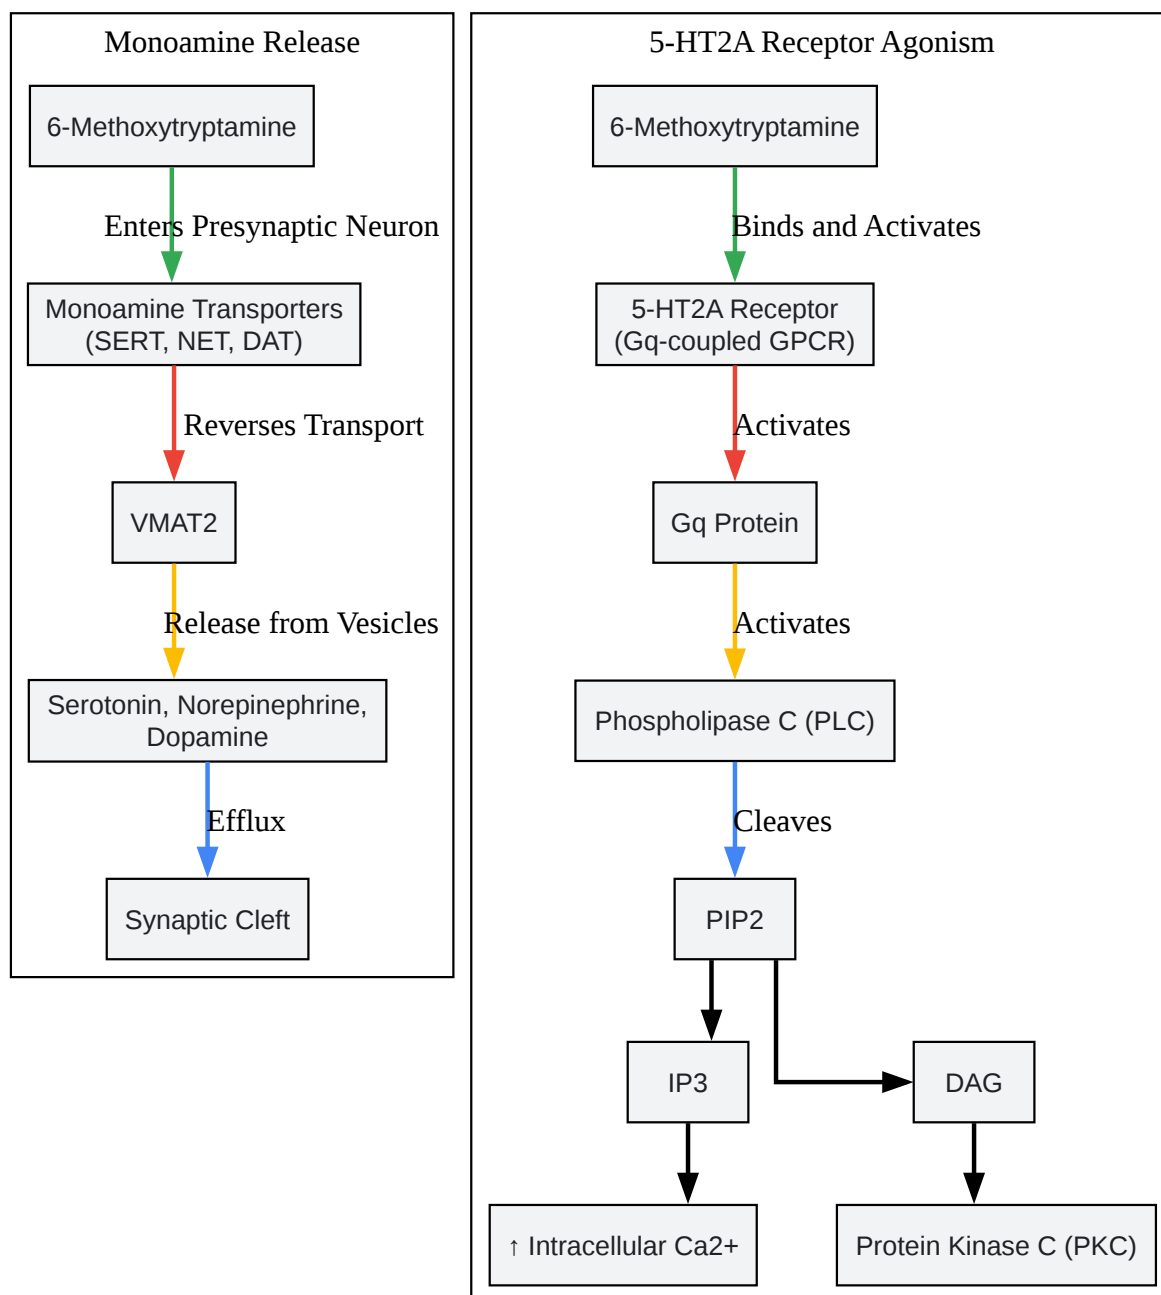 Monoamine Release
6-Methoxytryptamine
Enters Presynaptic Neuron
Monoamine Transporters
(SERT, NET, DAT)
Reverses Transport
VMAT2
Release from Vesicles
Serotonin, Norepinephrine,
Dopamine
Efflux
Synaptic Cleft
5-HT2A Receptor Agonism
6-Methoxytryptamine
Binds and Activates
5-HT2A Receptor
(Gq-coupled GPCR)
Activates
Gq Protein
Activates
Phospholipase C (PLC)
Cleaves
PIP2
IP3
DAG
↑ Intracellular Ca2+
Protein Kinase C (PKC)